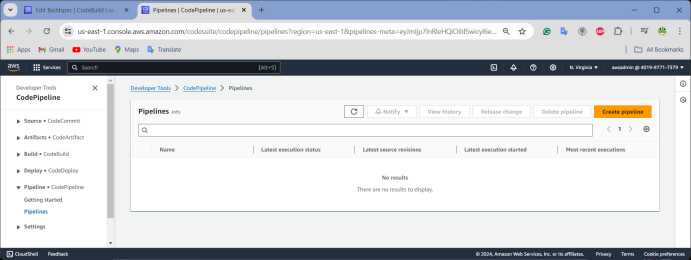 Edit Buildspec | CodeBuild | us-
Pipelines | CodePipeline | us-ea
us-east-1.console.aws.amazon.com/codesuite/codepipeline/pipelines?region=us-east-1&pipelines-meta=
Apps
Gmail
YouTube
Maps
Translate
All Bookmarks
aws
Services
Search
[Alt+S]
N. Virginia
awsadmin @ 4019-9771-7379
Developer Tools
CodePipeline
Source • CodeCommit
Artifacts • CodeArtifact
Build • CodeBuild
Deploy • CodeDeploy
Pipeline • CodePipeline
Getting started
Pipelines
Settings
Developer Tools
CodePipeline
Pipelines
Pipelines Info
Notify
View history
Release change
Delete pipeline
Create pipeline
1
Name
Latest execution status
Latest source revisions
Latest execution started
Most recent executions
No results
There are no results to display.
CloudShell
Feedback
© 2024, Amazon Web Services, Inc. or its affiliates.
Privacy
Terms
Cookie preferences